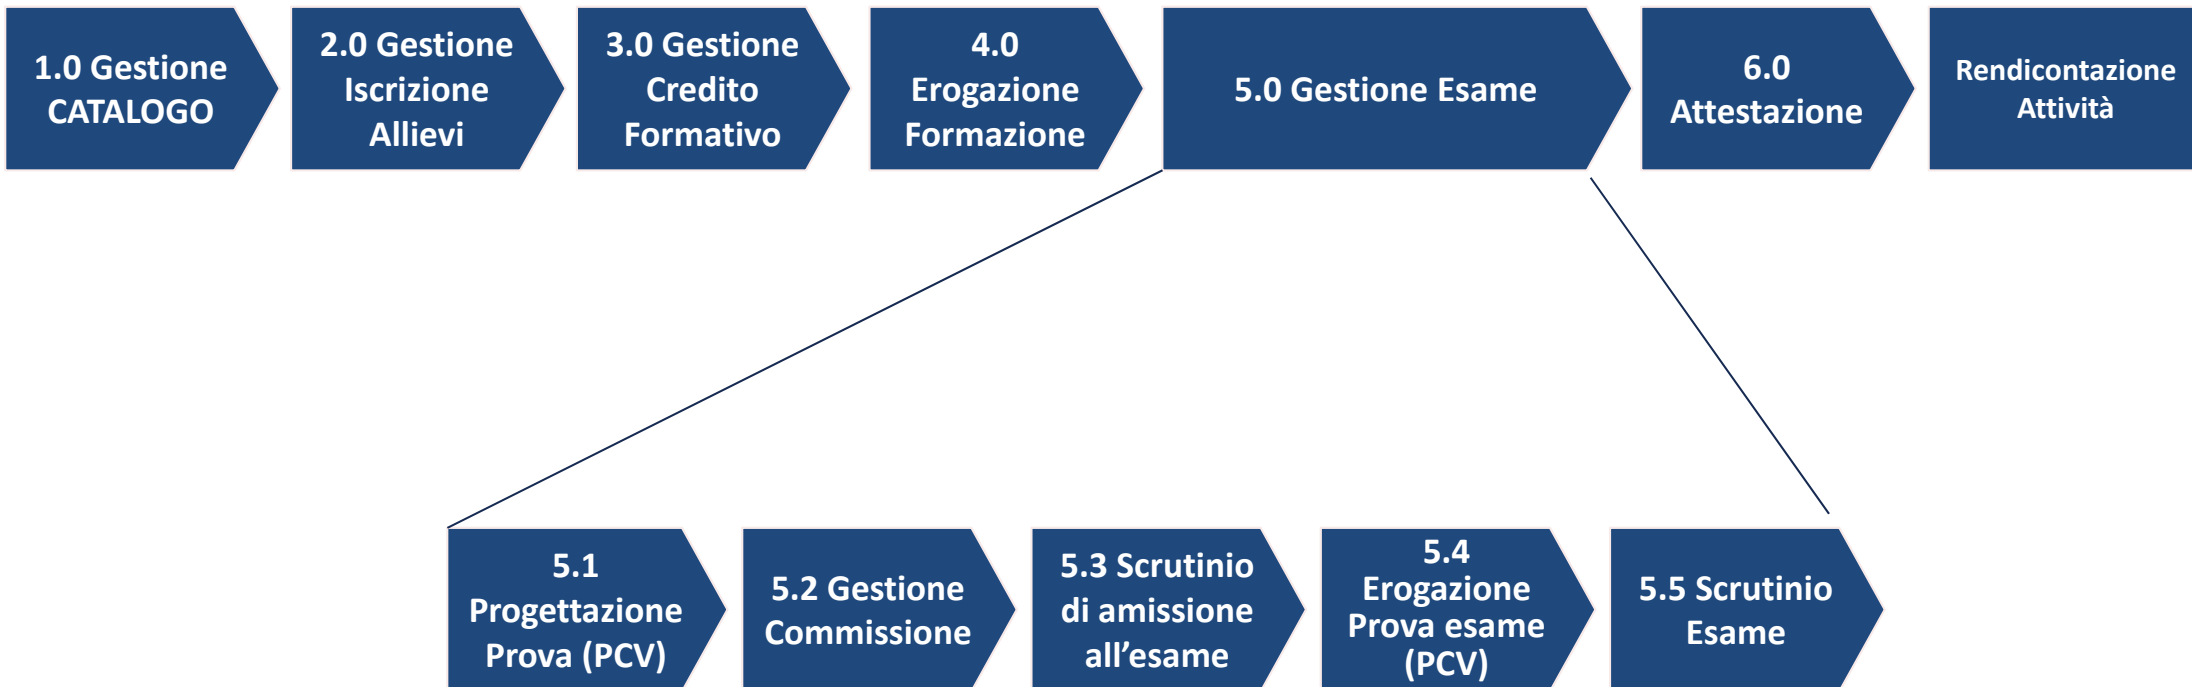 1.0 Gestione
CATALOGO
2.0 Gestione
Iscrizione
Allievi
3.0 Gestione
Credito
Formativo
4.0
Erogazione
Formazione
5.0 Gestione Esame
6.0
Attestazione
Rendicontazione
Attività
5.1
Progettazione
Prova (PCV)
5.2 Gestione
Commissione
5.3 Scrutinio
di amissione
all’esame
5.4
Erogazione
Prova esame
(PCV)
5.5 Scrutinio
Esame